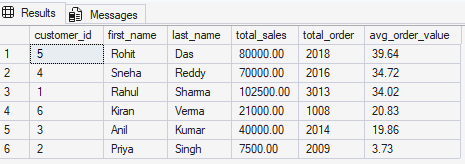 Results Messages
customer_id first_name last_name total_sales total_order avg_order_value
1 5 Rohit Das 80000.00 2018 39.64
2 4 Sneha Reddy 70000.00 2016 34.72
3 1 Rahul Sharma 102500.00 3013 34.02
4 6 Kiran Verma 21000.00 1008 20.83
5 3 Anil Kumar 40000.00 2014 19.86
6 2 Priya Singh 7500.00 2009 3.73